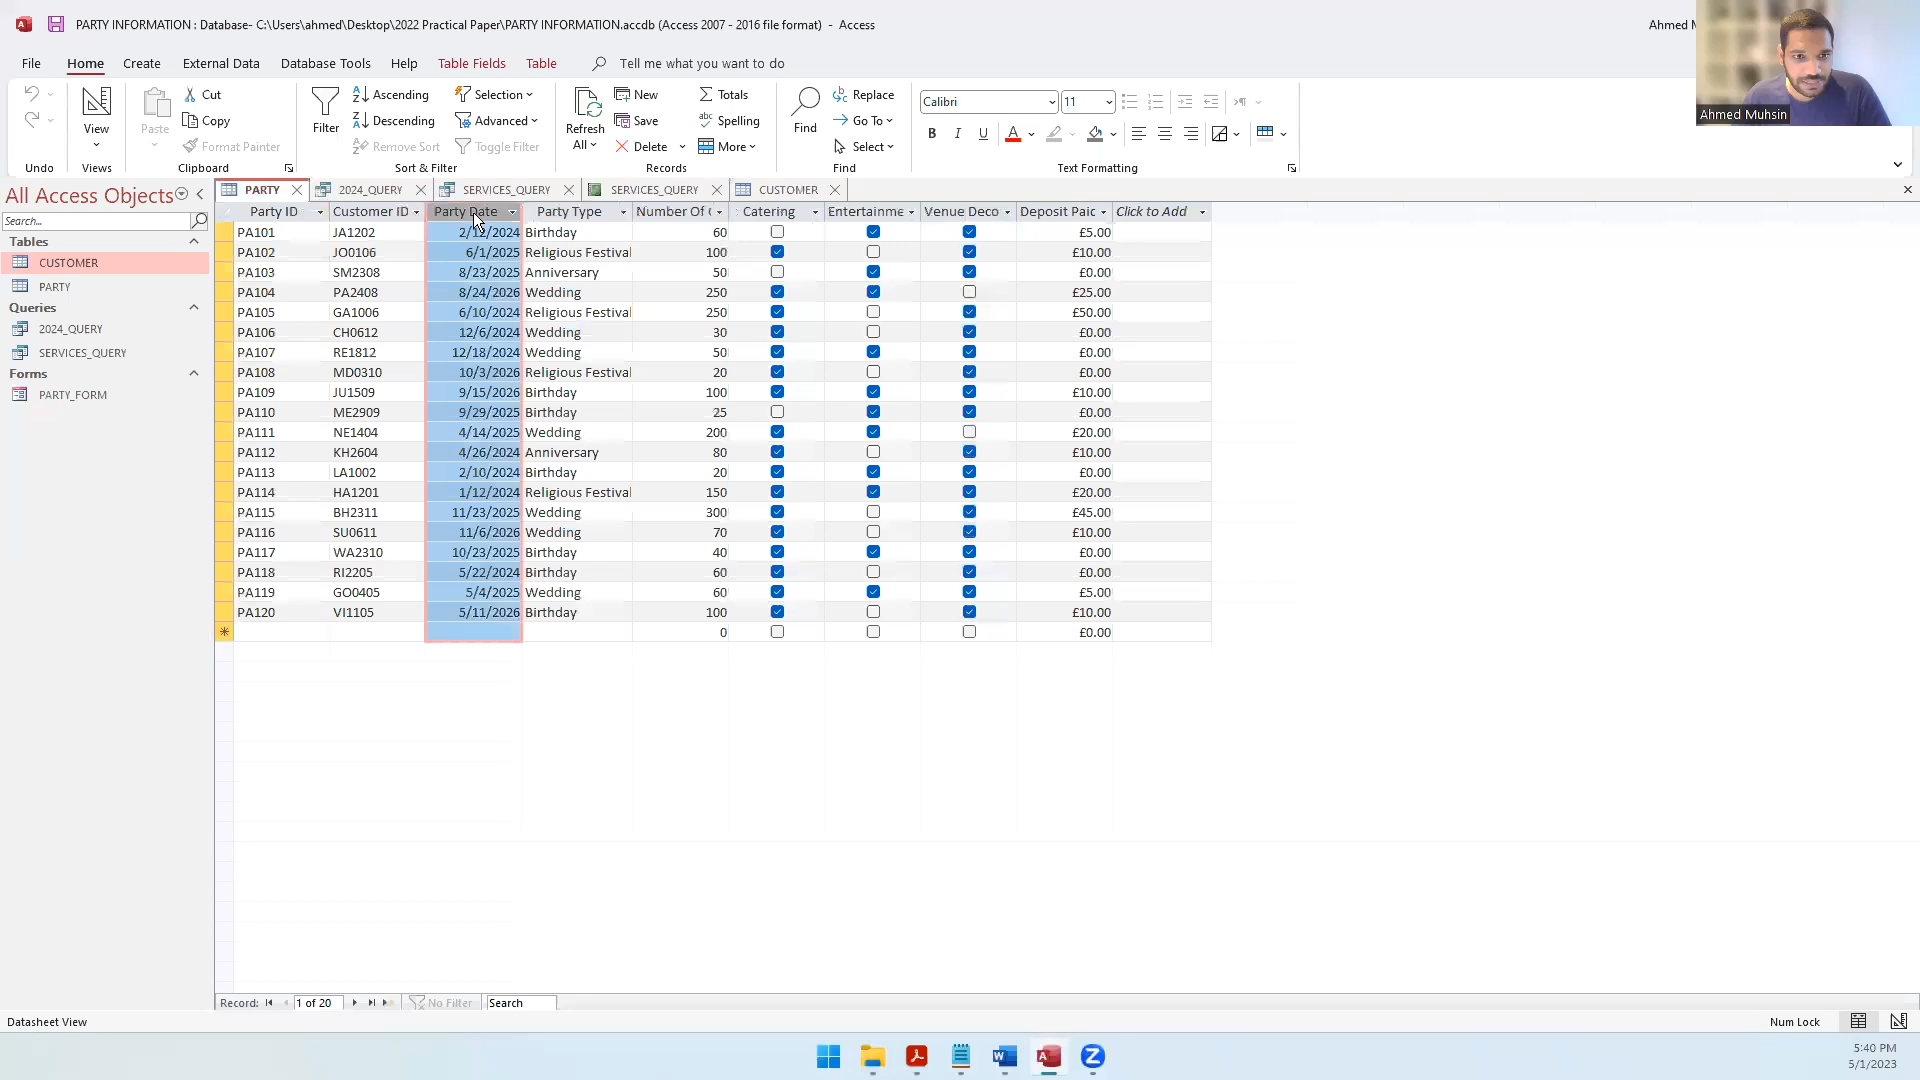 PARTY INFORMATION : Database- C:\Users\ahmed\Desktop\2022 Practical Paper\PARTY INFORMATION.accdb (Access 2007 - 2016 file format) - Access
Ahmed M
File Home Create External Data Database Tools Help Table Fields Table Tell me what you want to do
Cut
Copy
Format Painter
View
Paste
Filter
Ascending
Descending
Remove Sort
Selection
Advanced
Toggle Filter
Refresh
All
New
Save
Delete
Totals
Spelling
More
Find
Replace
Go To
Select
Calibri
11
Undo Views Clipboard Sort & Filter Records Find Text Formatting
Ahmed Muhsin
All Access Objects
Search...
Tables
CUSTOMER
PARTY
Queries
2024_QUERY
SERVICES_QUERY
Forms
PARTY_FORM
PARTY 2024_QUERY SERVICES_QUERY SERVICES_QUERY CUSTOMER
Party ID Customer ID Party Date Party Type Number Of Catering Entertainme Venue Deco Deposit Paid Click to Add
PA101 JA1202 2/12/2024 Birthday 60 £5.00
PA102 JO0106 6/1/2025 Religious Festival 100 £10.00
PA103 SM2308 8/23/2025 Anniversary 50 £0.00
PA104 PA2408 8/24/2026 Wedding 250 £25.00
PA105 GA1006 6/10/2024 Religious Festival 250 £50.00
PA106 CH0612 12/6/2024 Wedding 30 £0.00
PA107 RE1812 12/18/2024 Wedding 50 £0.00
PA108 MD0310 10/3/2026 Religious Festival 20 £0.00
PA109 JU1509 9/15/2026 Birthday 100 £10.00
PA110 ME2909 9/29/2025 Birthday 25 £0.00
PA111 NE1404 4/14/2025 Wedding 200 £20.00
PA112 KH2604 4/26/2024 Anniversary 80 £10.00
PA113 LA1002 2/10/2024 Birthday 20 £0.00
PA114 HA1201 1/12/2024 Religious Festival 150 £20.00
PA115 BH2311 11/23/2025 Wedding 300 £45.00
PA116 SU0611 11/6/2026 Wedding 70 £10.00
PA117 WA2310 10/23/2025 Birthday 40 £0.00
PA118 RI2205 5/22/2024 Birthday 60 £0.00
PA119 GO0405 5/4/2025 Wedding 60 £5.00
PA120 VI1105 5/11/2026 Birthday 100 £10.00
0 £0.00
Record: 1 of 20 No Filter Search
Datasheet View
Num Lock
5:40 PM
5/1/2023